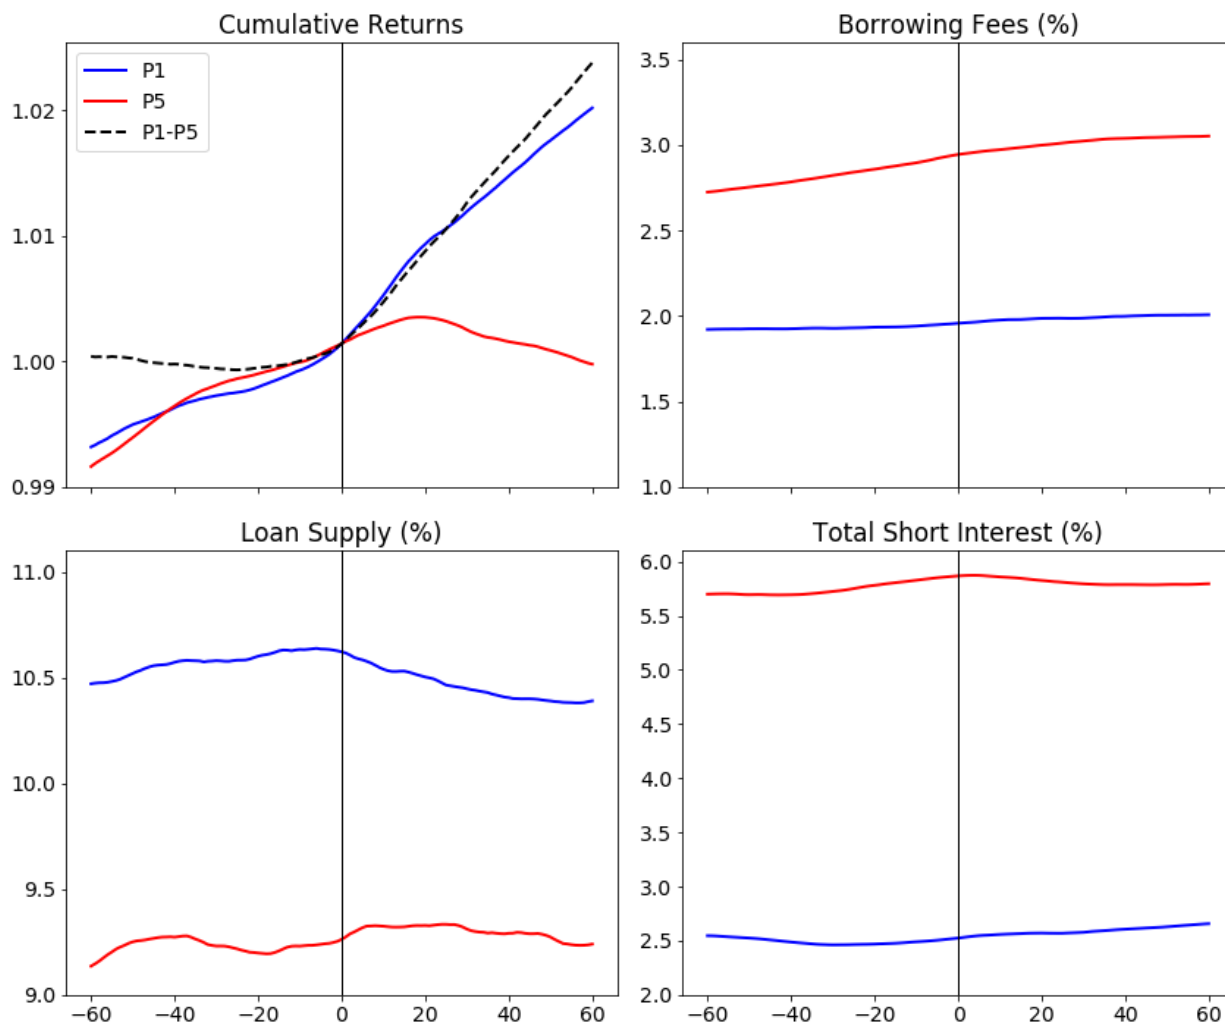 Cumulative Returns
P1
P5
P1-P5
1.02
1.01
1.00
0.99
Borrowing Fees (%)
3.5
3.0
2.5
2.0
1.5
1.0
Loan Supply (%)
11.0
10.5
10.0
9.5
9.0
−60 −40 −20 0 20 40 60
Total Short Interest (%)
6.0
5.5
5.0
4.5
4.0
3.5
3.0
2.5
2.0
−60 −40 −20 0 20 40 60